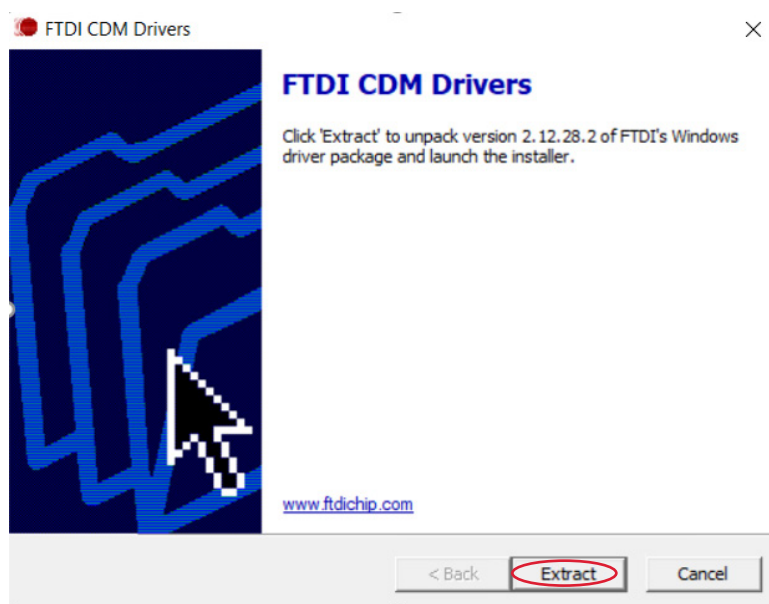 FTDI CDM Drivers
FTDI CDM Drivers
Click 'Extract' to unpack version 2.12.28.2 of FTDI's Windows
driver package and launch the installer.
www.ftdichip.com
< Back Extract Cancel